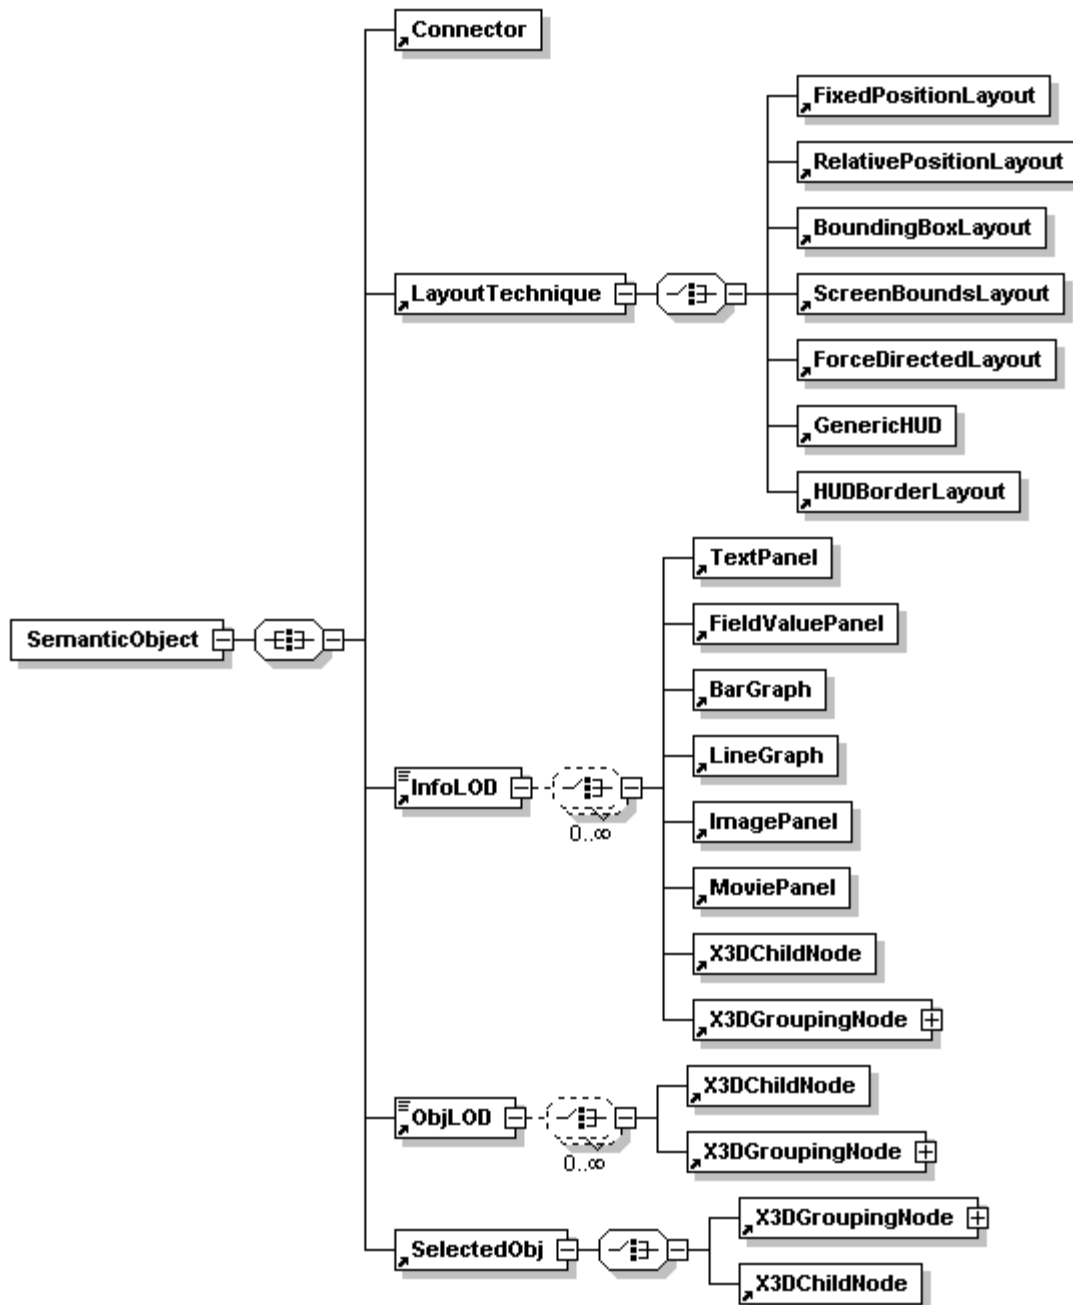 Connector
FixedPositionLayout
RelativePositionLayout
BoundingBoxLayout
LayoutTechnique
ScreenBoundsLayout
ForceDirectedLayout
GenericHUD
HUDBorderLayout
TextPanel
FieldValuePanel
SemanticObject
BarGraph
LineGraph
InfoLOD
0..∞
ImagePanel
MoviePanel
X3DChildNode
X3DGroupingNode
X3DChildNode
ObjLOD
0..∞
X3DGroupingNode
X3DGroupingNode
SelectedObj
X3DChildNode